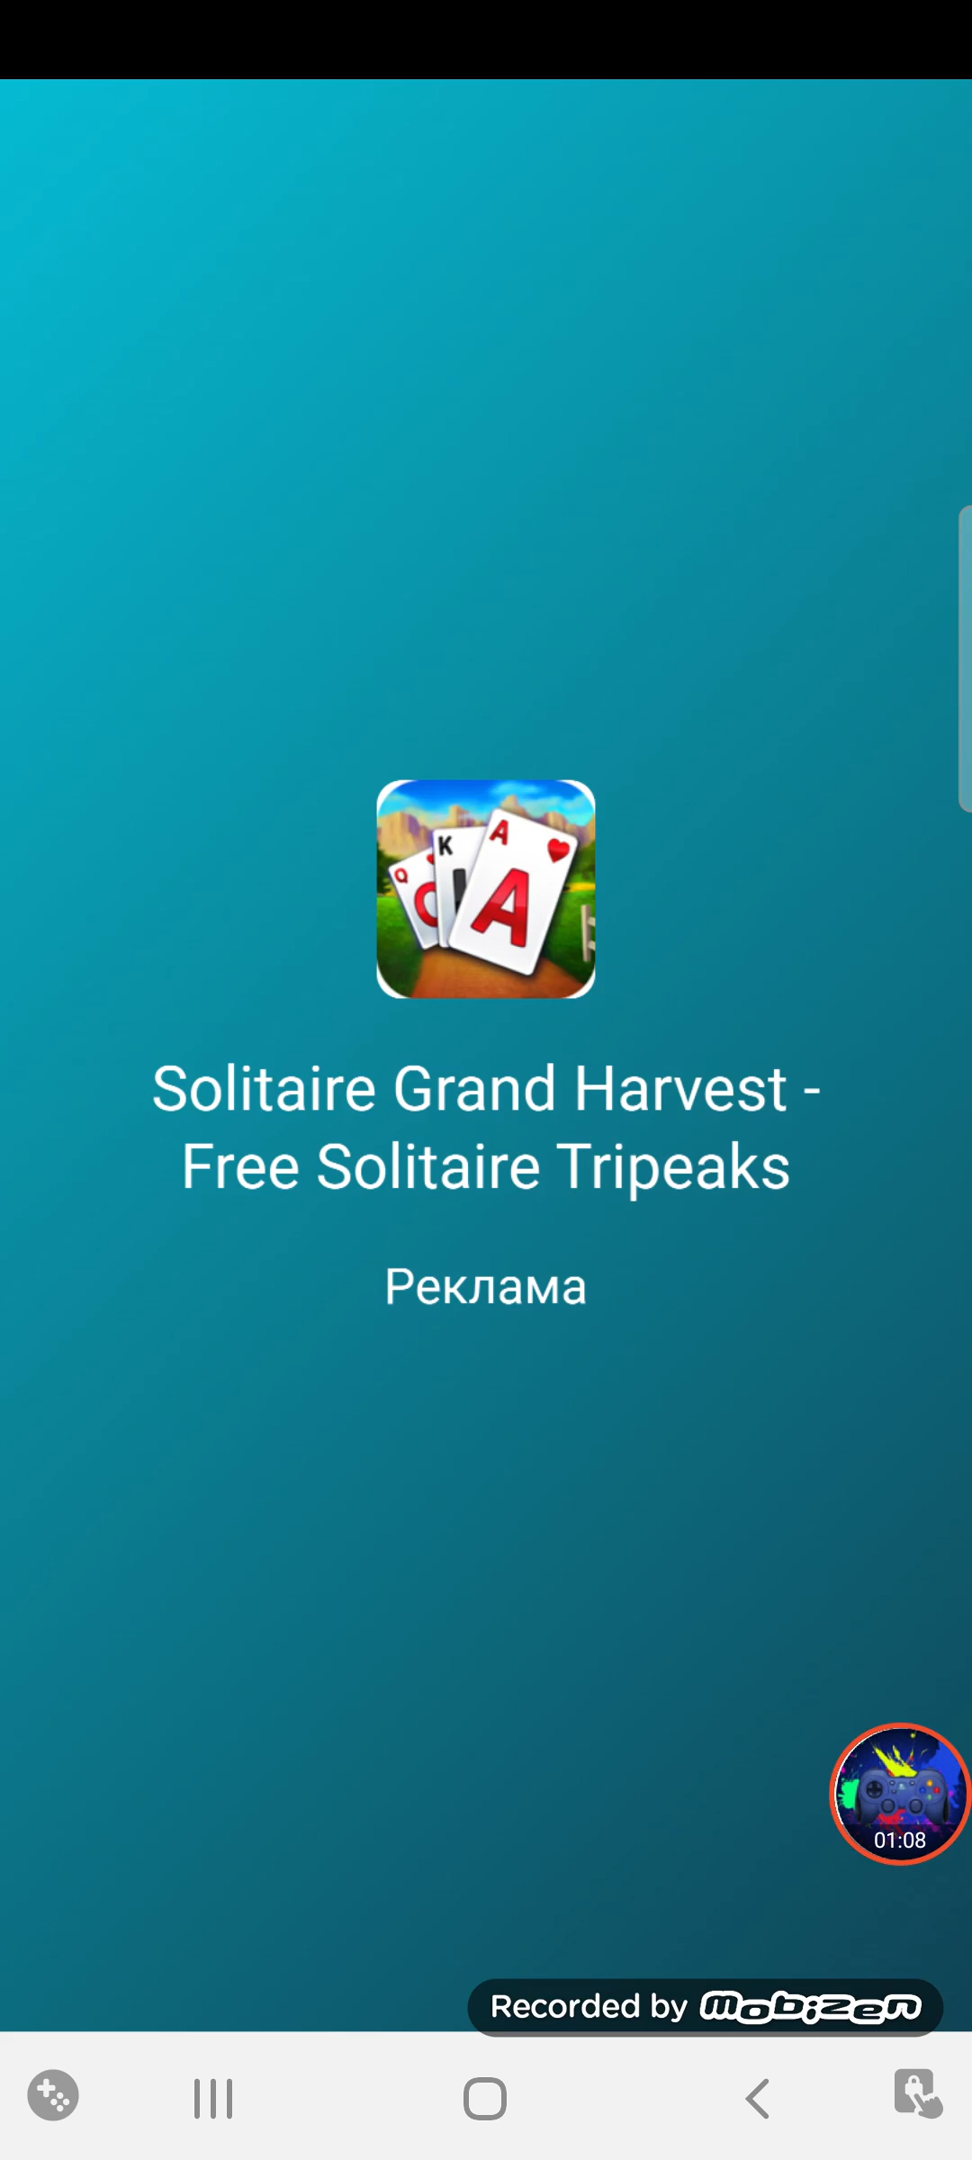 Q
K
A
A
Solitaire Grand Harvest -
Free Solitaire Tripeaks
Реклама
01:08
Recorded by mobizen